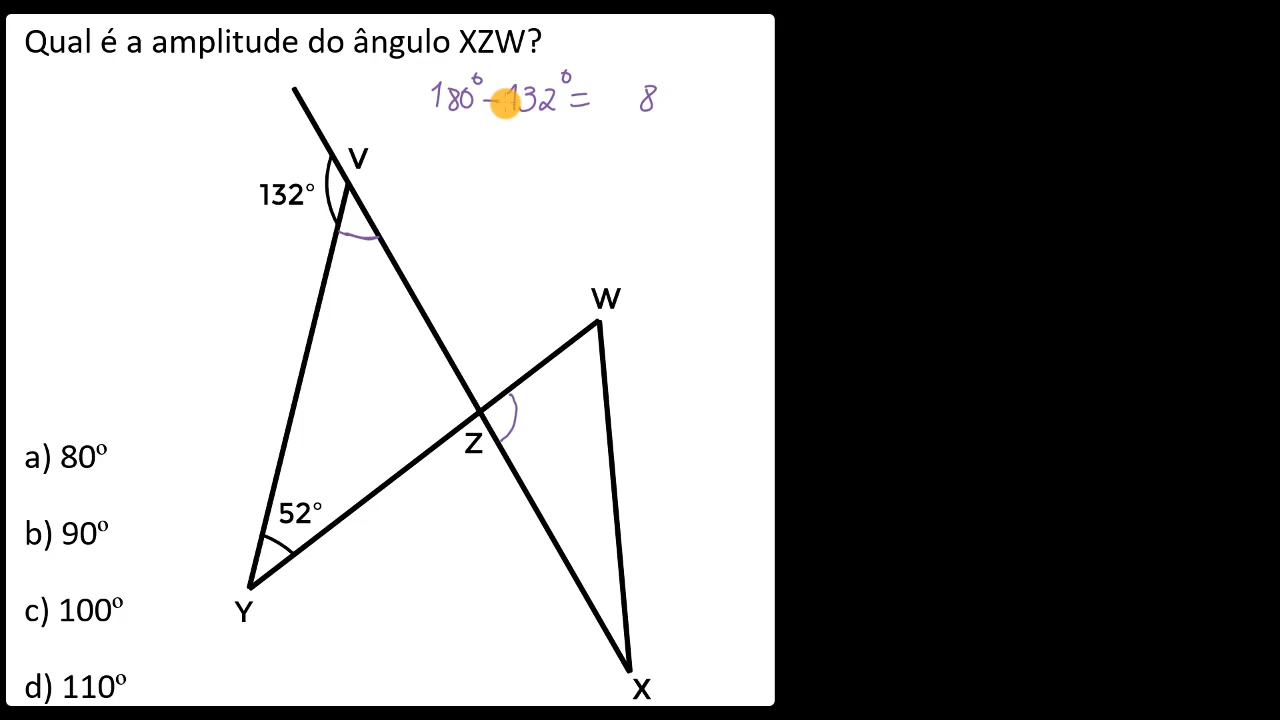 Qual é a amplitude do ângulo XZW?
180° - 132° = 8
V
132°
W
Z
a) 80º
52°
b) 90º
Y
c) 100º
d) 110º
X